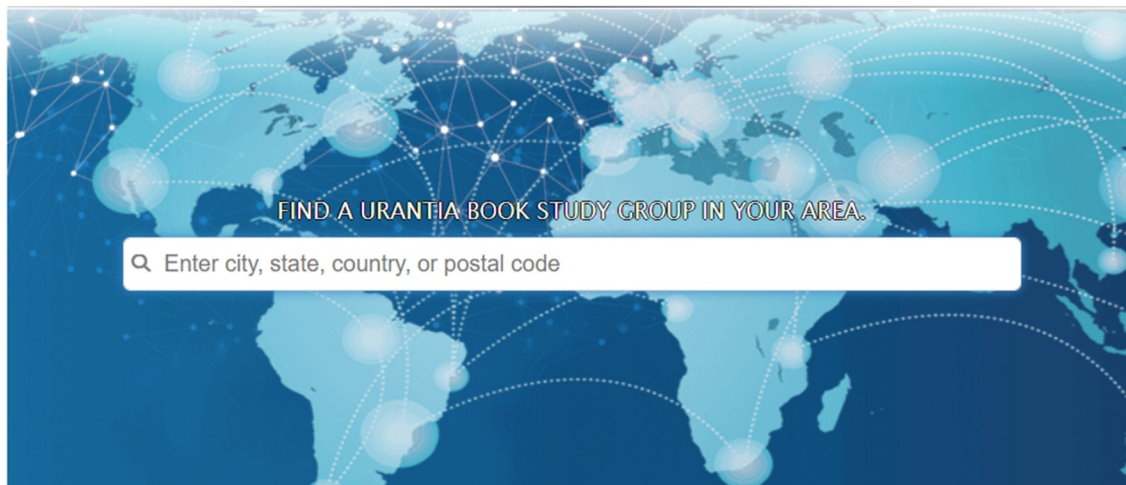 FIND A URANTIA BOOK STUDY GROUP IN YOUR AREA.
Enter city, state, country, or postal code